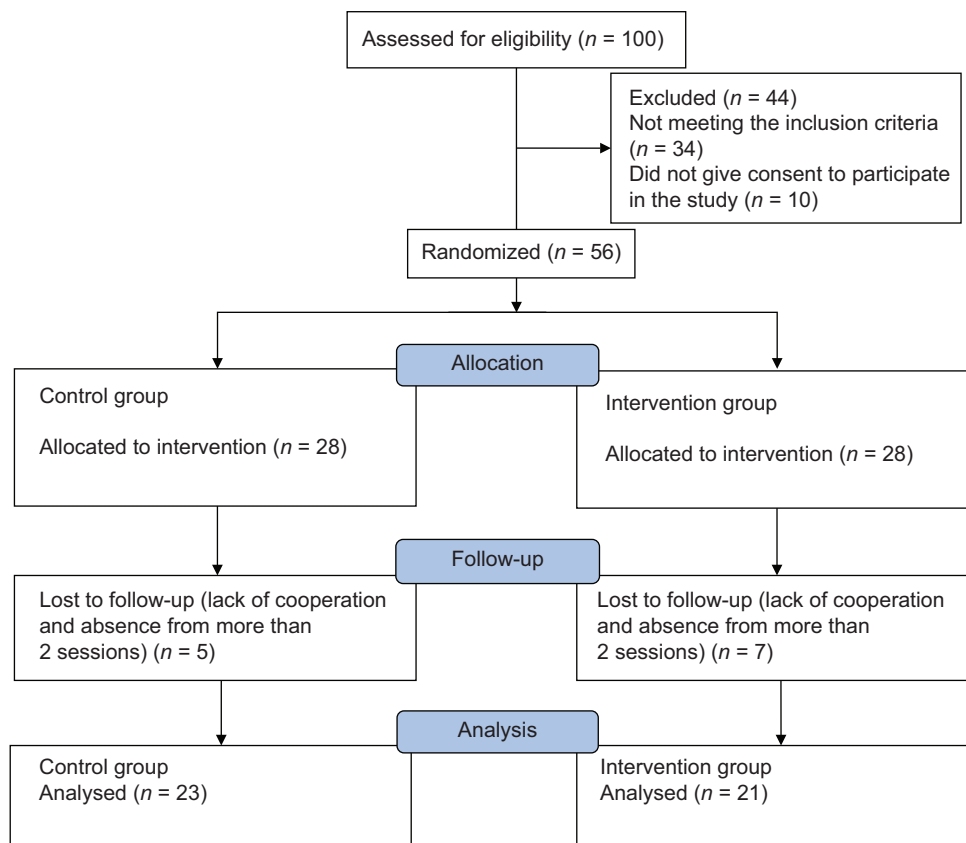 Assessed for eligibility (n = 100)
Excluded (n = 44)
Not meeting the inclusion criteria
(n = 34)
Did not give consent to participate
in the study (n = 10)
Randomized (n = 56)
Allocation
Control group
Allocated to intervention (n = 28)
Intervention group
Allocated to intervention (n = 28)
Follow-up
Lost to follow-up (lack of cooperation
and absence from more than
2 sessions) (n = 5)
Lost to follow-up (lack of cooperation
and absence from more than
2 sessions) (n = 7)
Analysis
Control group
Analysed (n = 23)
Intervention group
Analysed (n = 21)